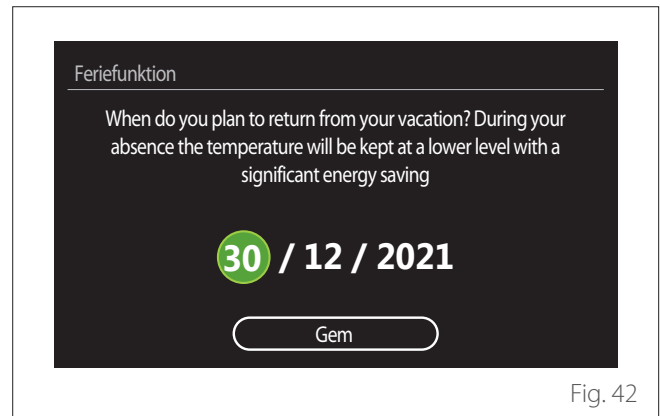 Feriefunktion
When do you plan to return from your vacation? During your
absence the temperature will be kept at a lower level with a
significant energy saving
30 / 12 / 2021
Gem
Fig. 42